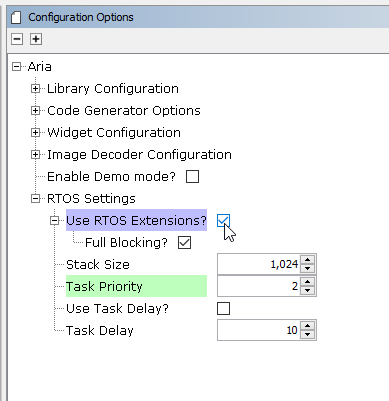 Configuration Options
Aria
Library Configuration
Code Generator Options
Widget Configuration
Image Decoder Configuration
Enable Demo mode?
RTOS Settings
Use RTOS Extensions?
Full Blocking?
Stack Size 1,024
Task Priority 2
Use Task Delay?
Task Delay 10